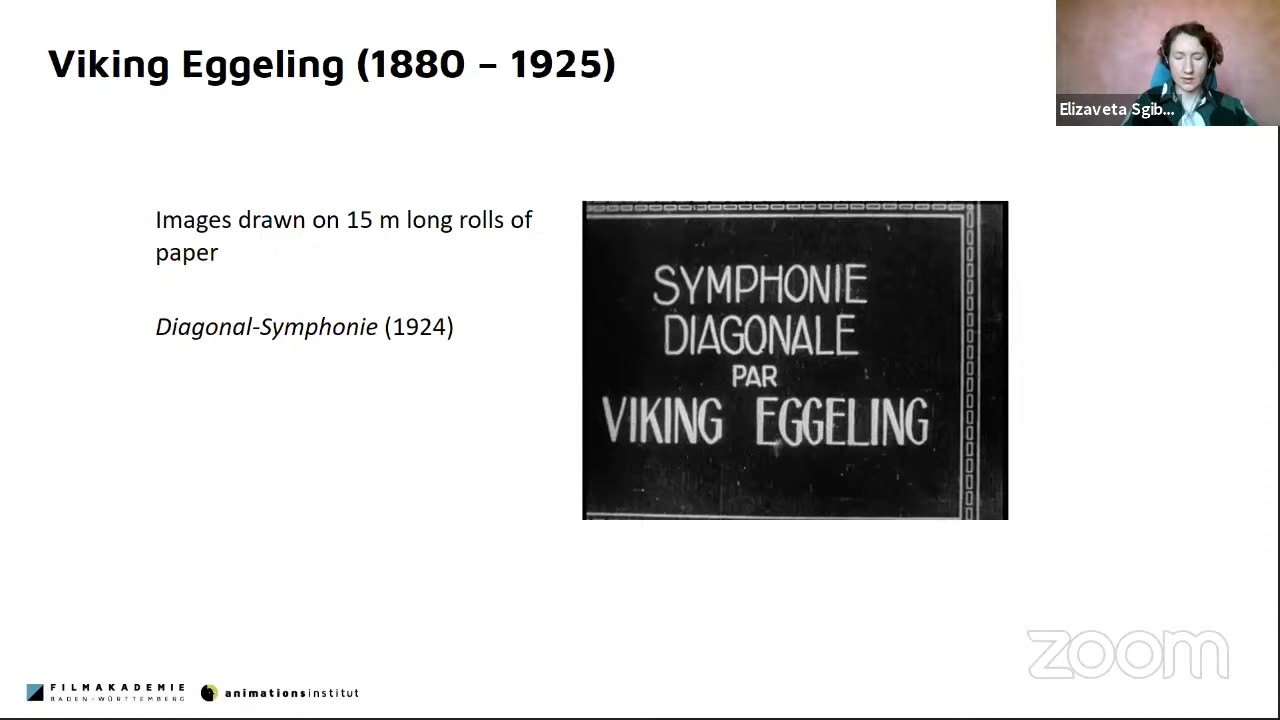 Viking Eggeling (1880 – 1925)
Elizaveta Sgib...
Images drawn on 15 m long rolls of
paper
Diagonal-Symphonie (1924)
SYMPHONIE
DIAGONALE
PAR
VIKING EGGELING
zoom
FILMAKADEMIE
BADEN-WÜRTTEMBERG
animationsinstitut